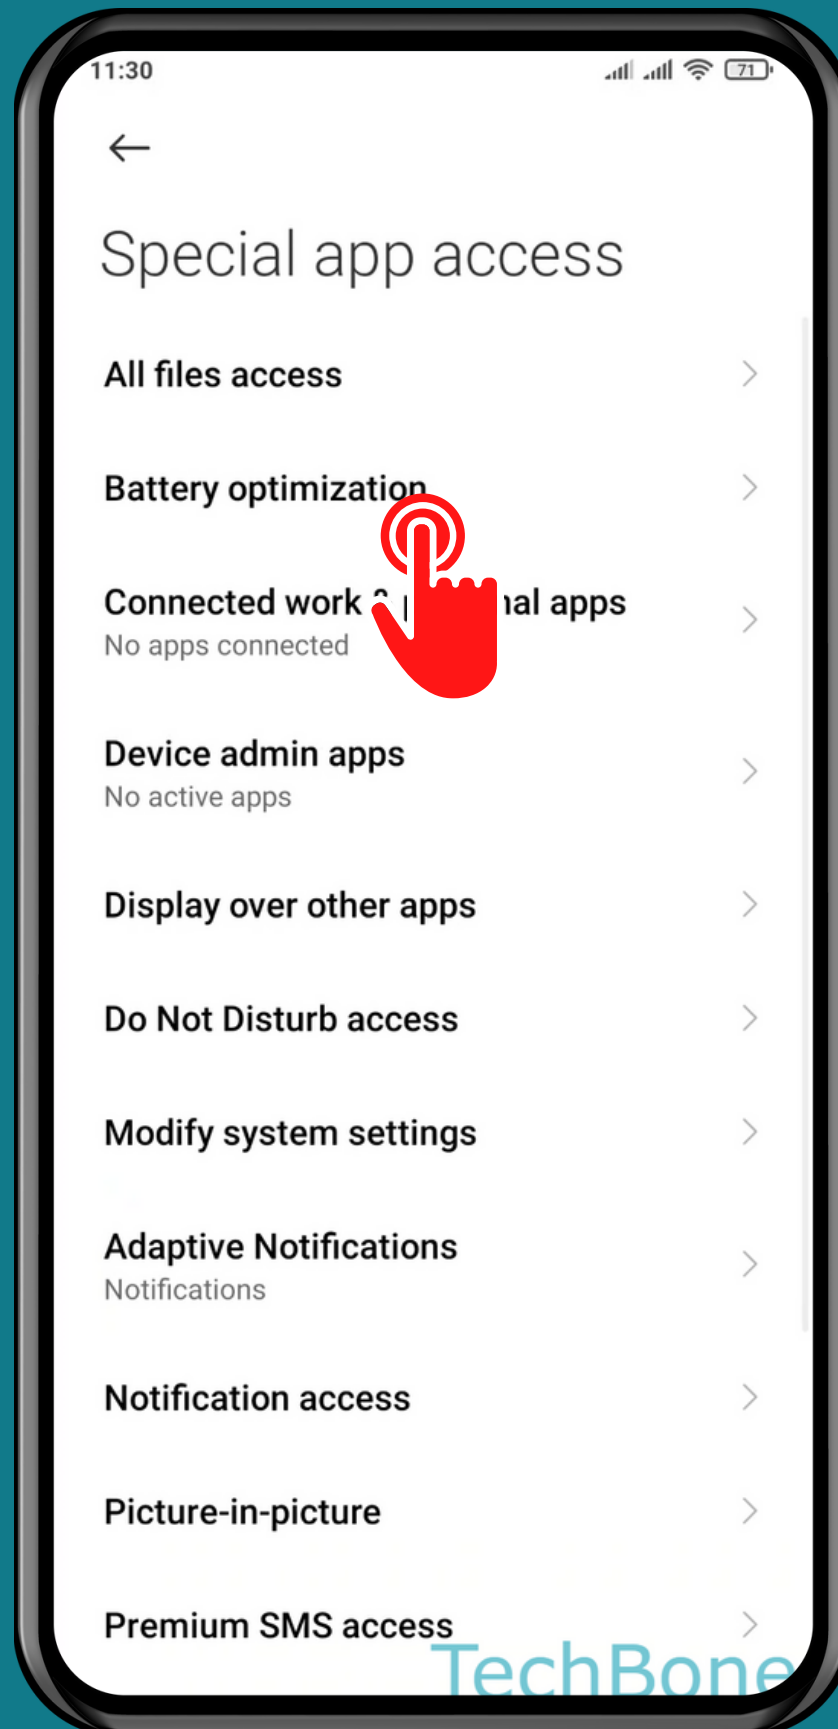 11:30
71
Special app access
All files access
Battery optimization
Connected work nal apps
No apps connected
Device admin apps
No active apps
Display over other apps
Do Not Disturb access
Modify system settings
Adaptive Notifications
Notifications
Notification access
Picture-in-picture
Premium SMS access
TechBone